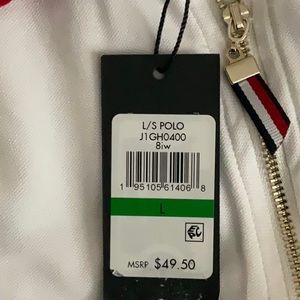 L/S POLO
J1GH0400
8iw
1 95105 61406 8
L
MSRP $49.50